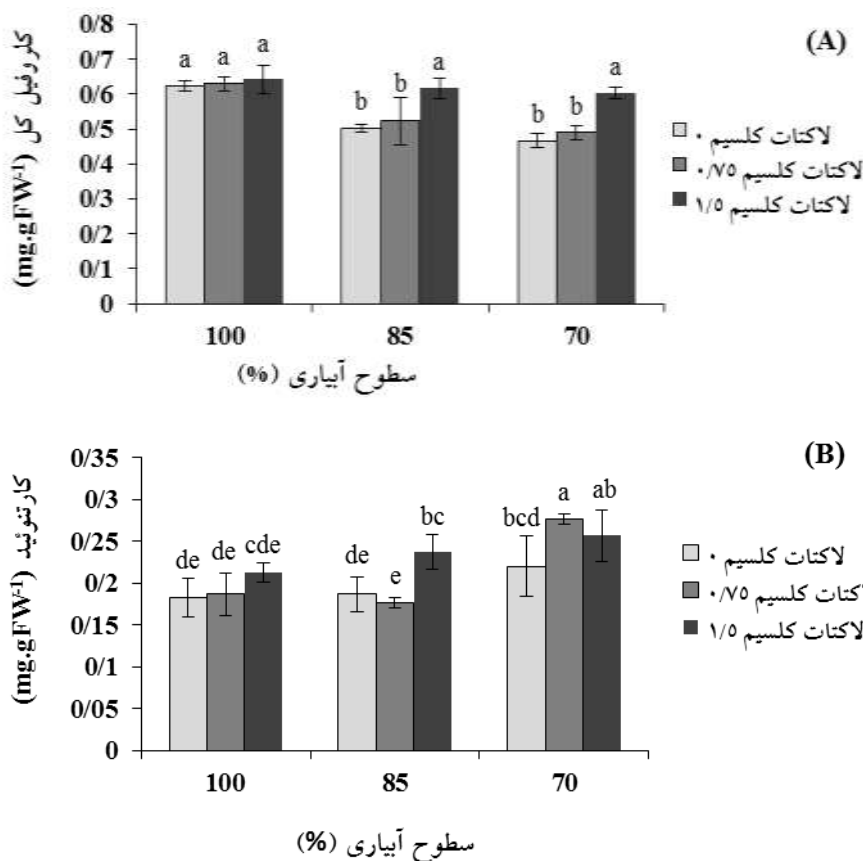 (A)
کلروفیل کل (mg.gFW-1)
0/8
0/7
0/6
0/5
0/4
0/3
0/2
0/1
0
a a a
b b a
b b a
100 85 70
سطوح آبیاری (%)
لاکتات کلسیم ۰
لاکتات کلسیم ۰/۷۵
لاکتات کلسیم ۱/۵
(B)
کارتنوئید (mg.gFW-1)
0/35
0/3
0/25
0/2
0/15
0/1
0/05
0
de de cde
de e bc
bcd a ab
100 85 70
سطوح آبیاری (%)
لاکتات کلسیم ۰
لاکتات کلسیم ۰/۷۵
لاکتات کلسیم ۱/۵